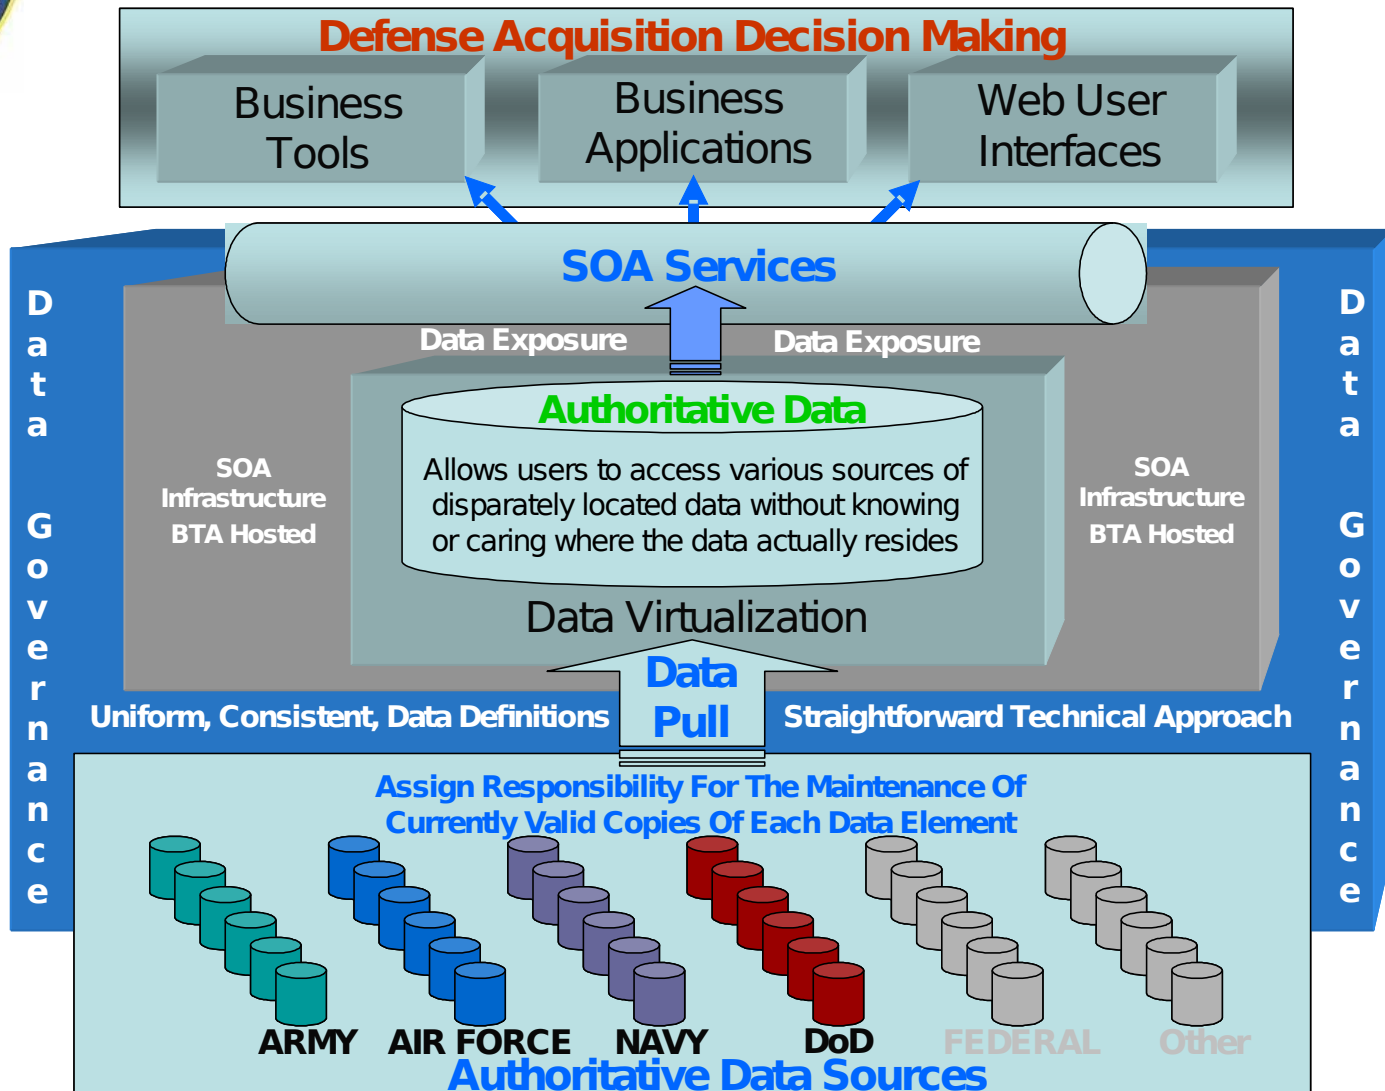 Defense Acquisition Decision Making
Business
Tools
Business
Applications
Web User
Interfaces
SOA Services
Data Exposure
Data Exposure
Data Governance
Data Governance
Authoritative Data
Allows users to access various sources of
disparately located data without knowing
or caring where the data actually resides
SOA
Infrastructure
BTA Hosted
SOA
Infrastructure
BTA Hosted
Data Virtualization
Data
Pull
Uniform, Consistent, Data Definitions
Straightforward Technical Approach
Assign Responsibility For The Maintenance Of
Currently Valid Copies Of Each Data Element
ARMY
AIR FORCE
NAVY
DoD
FEDERAL
Other
Authoritative Data Sources